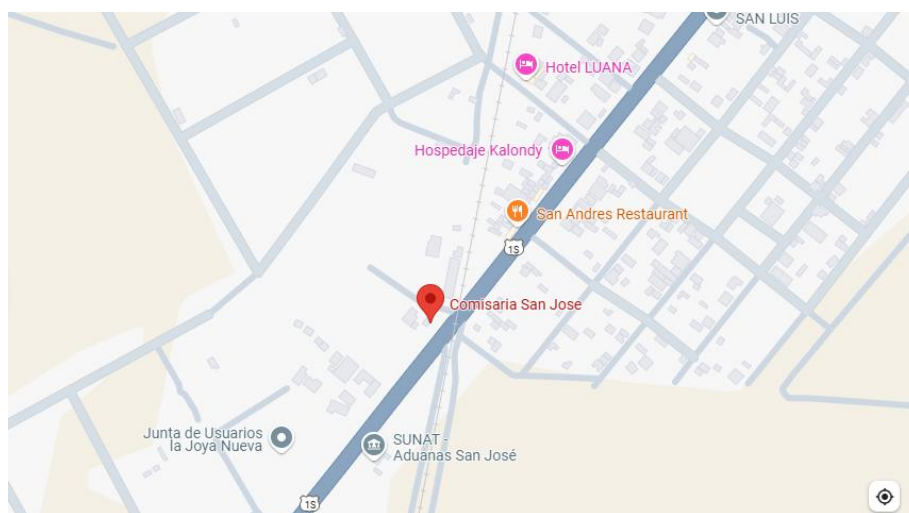 SAN LUIS
Hotel LUANA
Hospedaje Kalondy
San Andres Restaurant
1S
Comisaria San Jose
Junta de Usuarios
la Joya Nueva
SUNAT -
Aduanas San José
1S